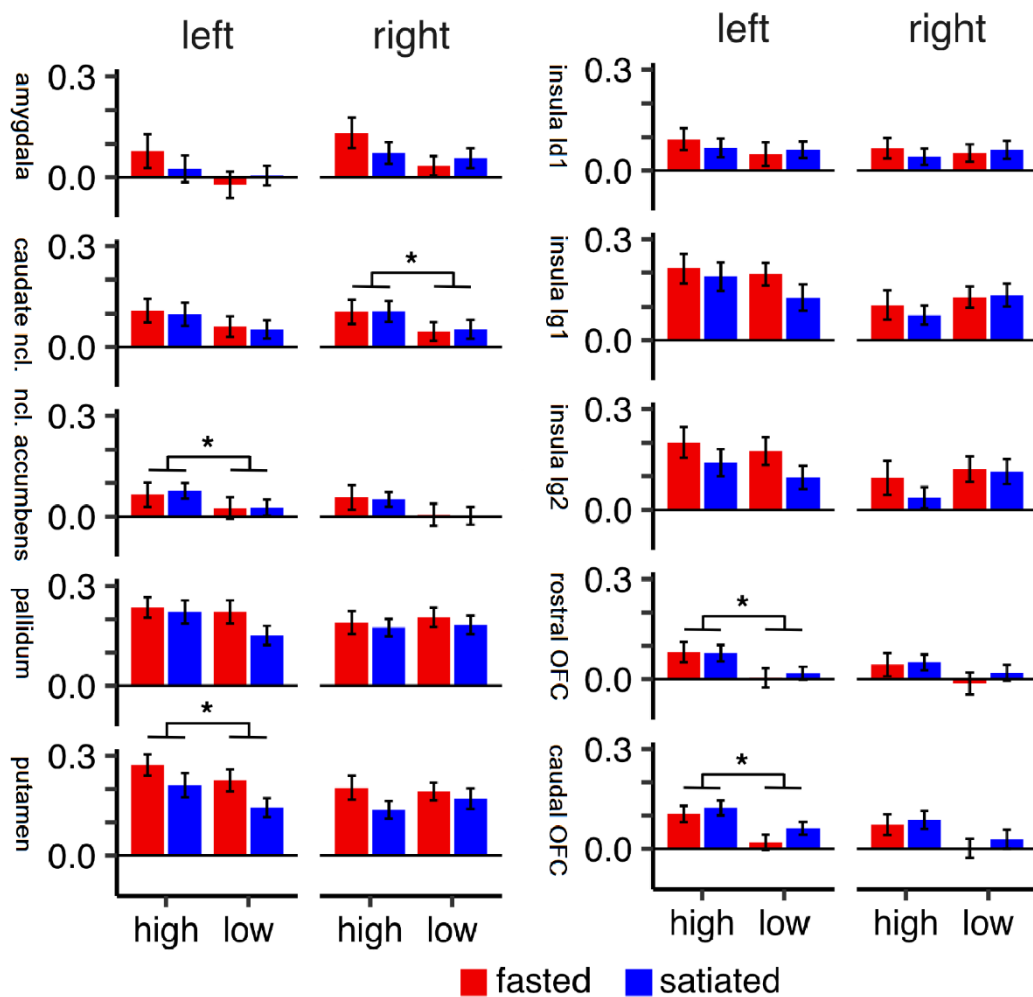 left right
amygdala 0.3 0.0
caudate ncl. 0.3 0.0 *
ncl. accumbens 0.3 0.0 *
pallidum 0.3 0.0
putamen 0.3 0.0 *
high low high low
left right
insula Id1 0.3 0.0
insula Ig1 0.3 0.0
insula Ig2 0.3 0.0
rostral OFC 0.3 0.0 *
caudal OFC 0.3 0.0 *
high low high low
fasted satiated